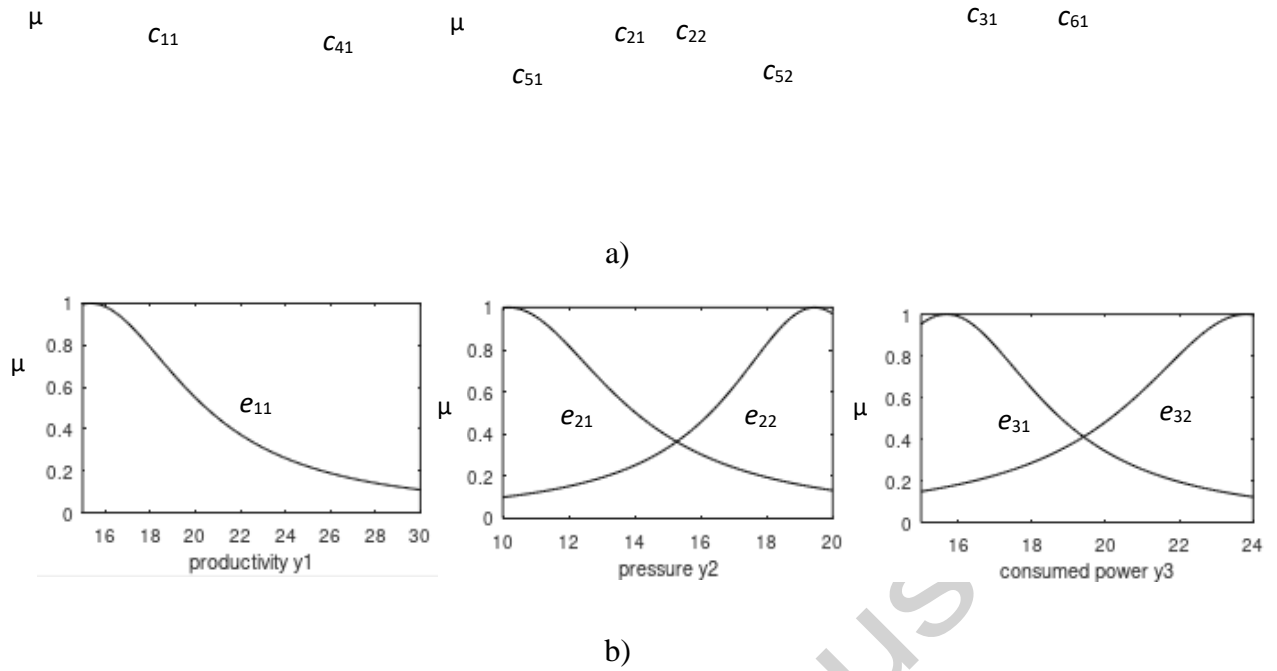 μ c11 c41 μ c21 c22 c31 c61
c51 c52
a)
1 0.8 0.6 0.4 0.2 0
μ
e11
16 18 20 22 24 26 28 30
productivity y1
1 0.8 0.6 0.4 0.2 0
μ
e21 e22
10 12 14 16 18 20
pressure y2
1 0.8 0.6 0.4 0.2 0
μ
e31 e32
16 18 20 22 24
consumed power y3
us
b)